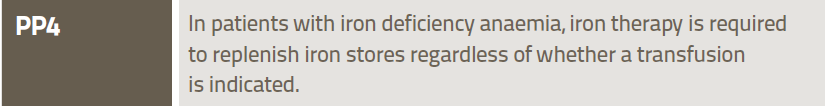 PP4
In patients with iron deficiency anaemia, iron therapy is required
to replenish iron stores regardless of whether a transfusion
is indicated.